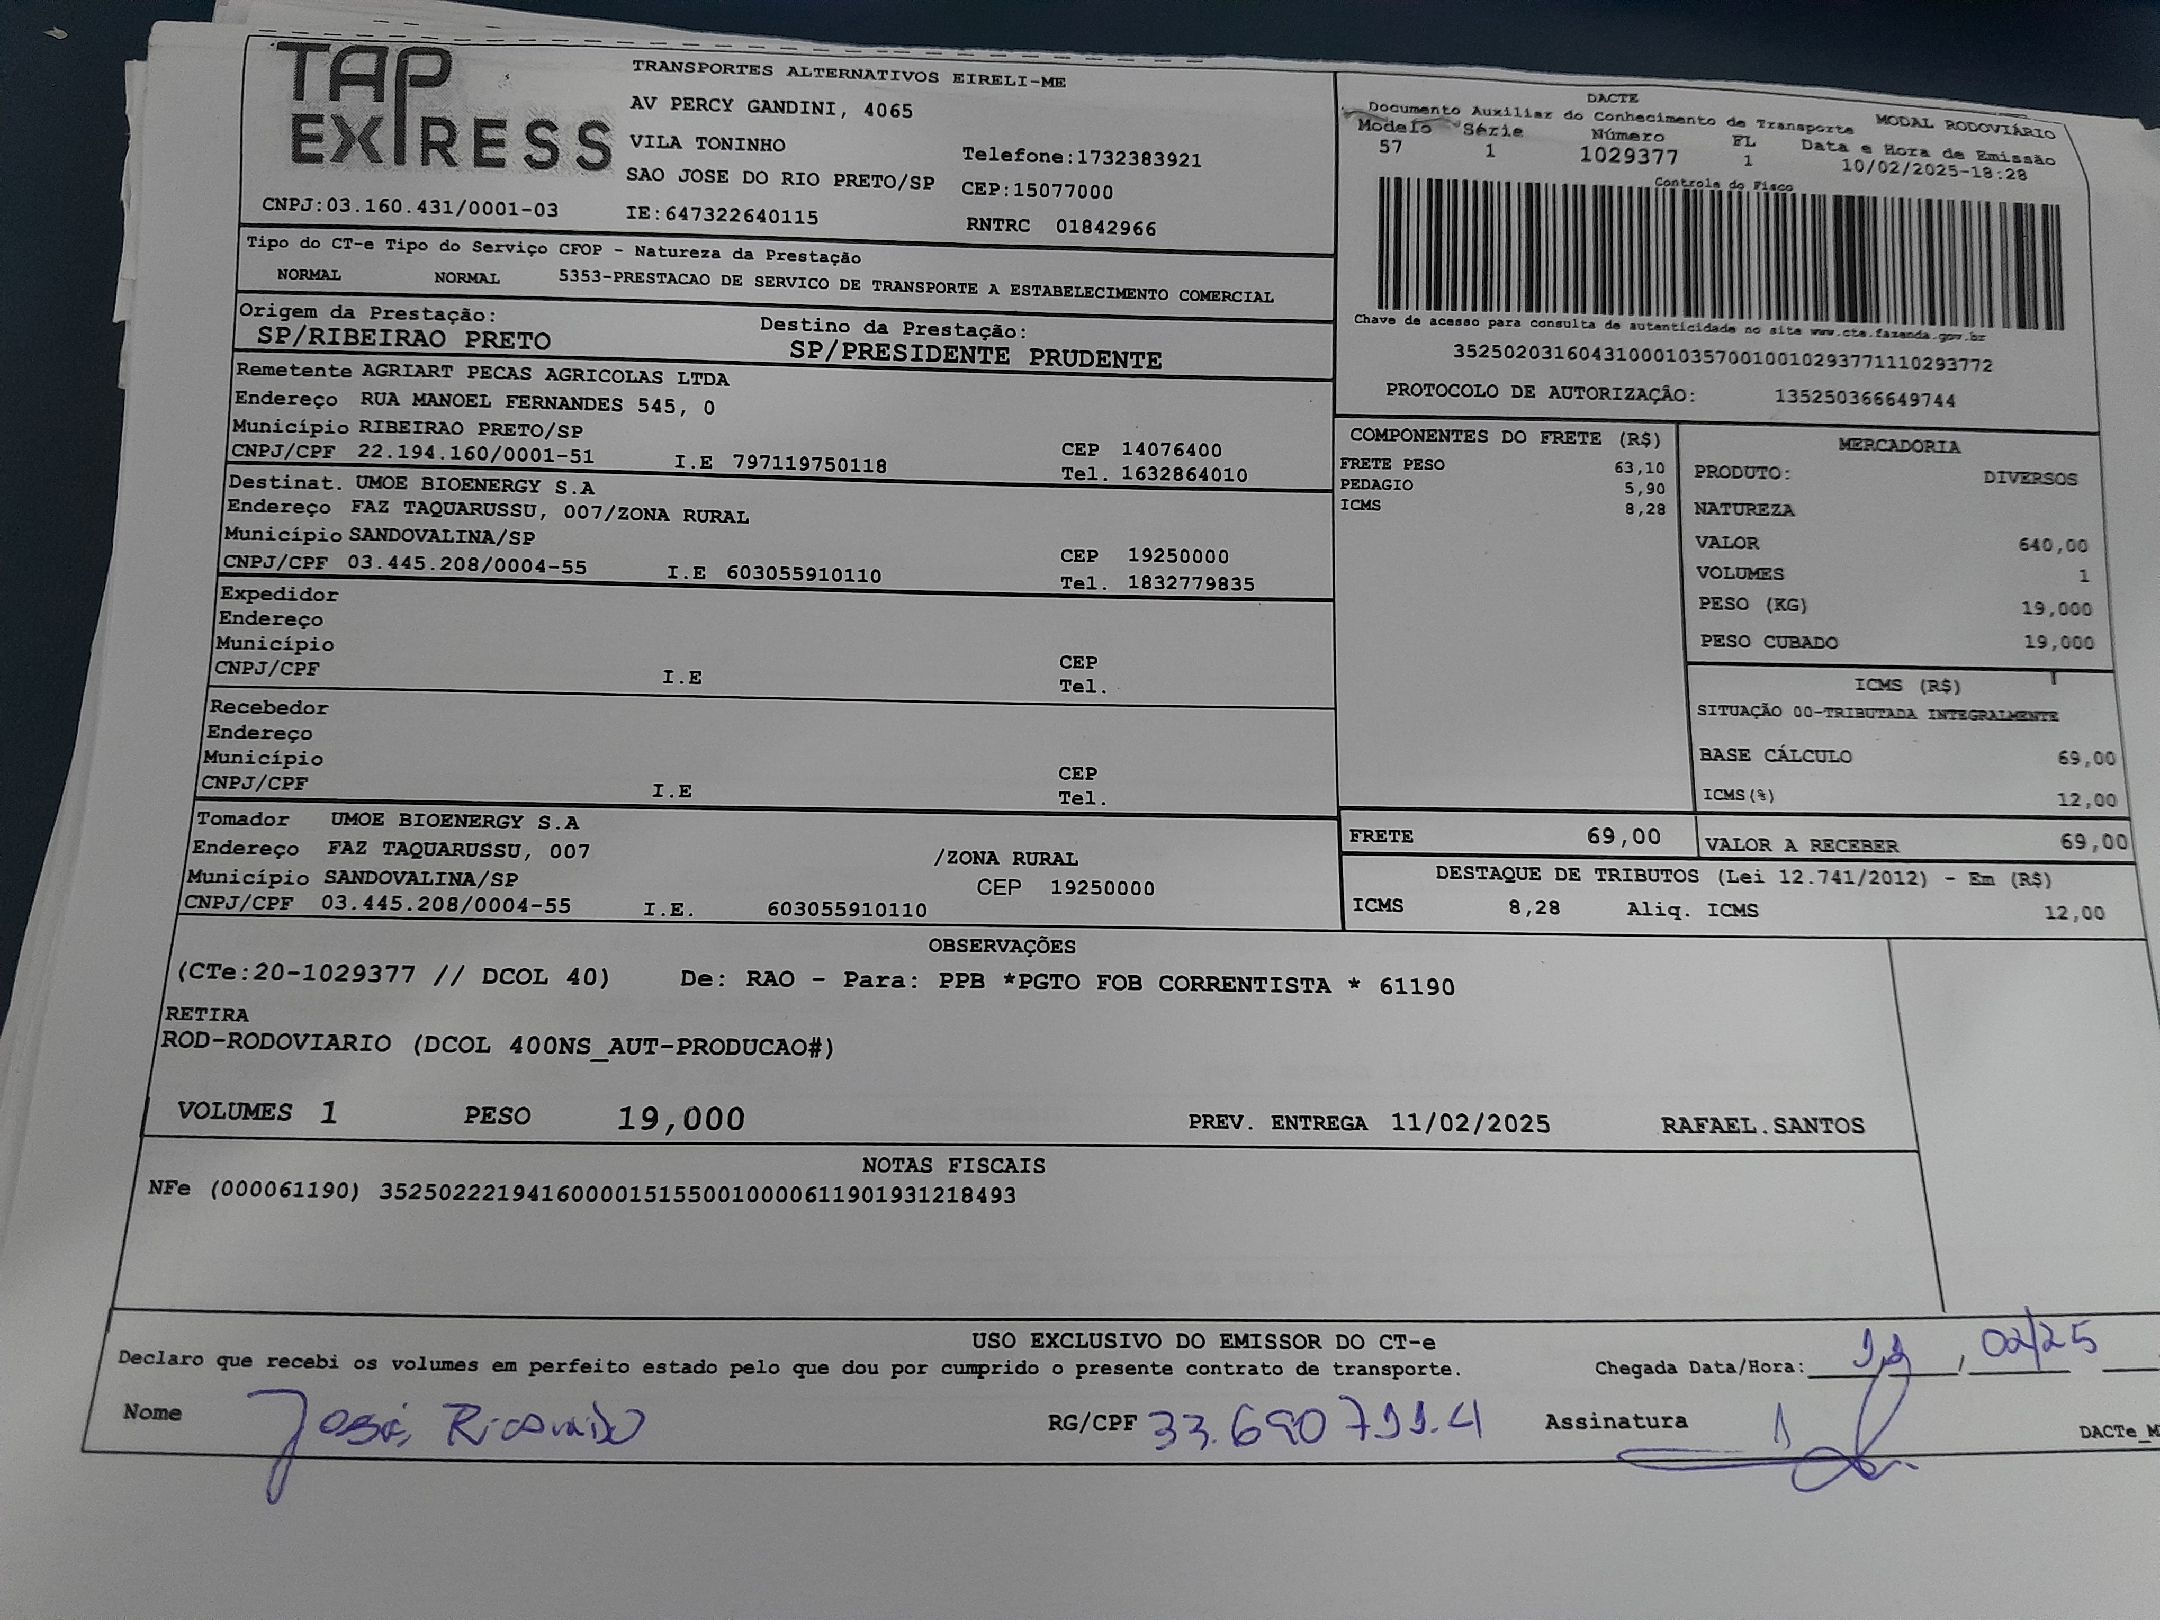 TAP EXPRESS
TRANSPORTES ALTERNATIVOS EIRELI-ME
AV PERCY GANDINI, 4065
VILA TONINHO
Telefone:1732383921
SAO JOSE DO RIO PRETO/SP CEP:15077000
CNPJ:03.160.431/0001-03 IE:647322640115 RNTRC 01842966
DACTE
Documento Auxiliar do Conhecimento de Transporte MODAL RODOVIÁRIO
Modelo Série Número FL Data e Hora de Emissão
57 1 1029377 1 10/02/2025-18:28
Controle do Fisco
Chave de acesso para consulta de autenticidade no site www.cte.fazenda.gov.br
35250203160431000103570010010293771110293772
PROTOCOLO DE AUTORIZAÇÃO: 135250366649744
Tipo do CT-e Tipo do Serviço CFOP - Natureza da Prestação
NORMAL NORMAL 5353-PRESTACAO DE SERVICO DE TRANSPORTE A ESTABELECIMENTO COMERCIAL
Origem da Prestação: Destino da Prestação:
SP/RIBEIRAO PRETO SP/PRESIDENTE PRUDENTE
Remetente AGRIART PECAS AGRICOLAS LTDA
Endereço RUA MANOEL FERNANDES 545, 0
Município RIBEIRAO PRETO/SP CEP 14076400
CNPJ/CPF 22.194.160/0001-51 I.E 797119750118 Tel. 1632864010
Destinat. UMOE BIOENERGY S.A
Endereço FAZ TAQUARUSSU, 007/ZONA RURAL
Município SANDOVALINA/SP CEP 19250000
CNPJ/CPF 03.445.208/0004-55 I.E 603055910110 Tel. 1832779835
Expedidor
Endereço
Município CEP
CNPJ/CPF I.E Tel.
Recebedor
Endereço
Município CEP
CNPJ/CPF I.E Tel.
Tomador UMOE BIOENERGY S.A
Endereço FAZ TAQUARUSSU, 007 /ZONA RURAL
Município SANDOVALINA/SP CEP 19250000
CNPJ/CPF 03.445.208/0004-55 I.E. 603055910110
COMPONENTES DO FRETE (R$)
FRETE PESO 63,10
PEDAGIO 5,90
ICMS 8,28
MERCADORIA
PRODUTO: DIVERSOS
NATUREZA
VALOR 640,00
VOLUMES 1
PESO (KG) 19,000
PESO CUBADO 19,000
ICMS (R$)
SITUAÇÃO 00-TRIBUTADA INTEGRALMENTE
BASE CÁLCULO 69,00
ICMS(%) 12,00
FRETE 69,00 VALOR A RECEBER 69,00
DESTAQUE DE TRIBUTOS (Lei 12.741/2012) - Em (R$)
ICMS 8,28 Aliq. ICMS 12,00
OBSERVAÇÕES
(CTe:20-1029377 // DCOL 40) De: RAO - Para: PPB *PGTO FOB CORRENTISTA * 61190
RETIRA
ROD-RODOVIARIO (DCOL 400NS_AUT-PRODUCAO#)
VOLUMES 1 PESO 19,000 PREV. ENTREGA 11/02/2025 RAFAEL.SANTOS
NOTAS FISCAIS
NFe (000061190) 35250222194160000151550010000611901931218493
USO EXCLUSIVO DO EMISSOR DO CT-e
Declaro que recebi os volumes em perfeito estado pelo que dou por cumprido o presente contrato de transporte. Chegada Data/Hora: 02/25
Nome José Ricardo RG/CPF 33.690711.4 Assinatura
DACTe_M